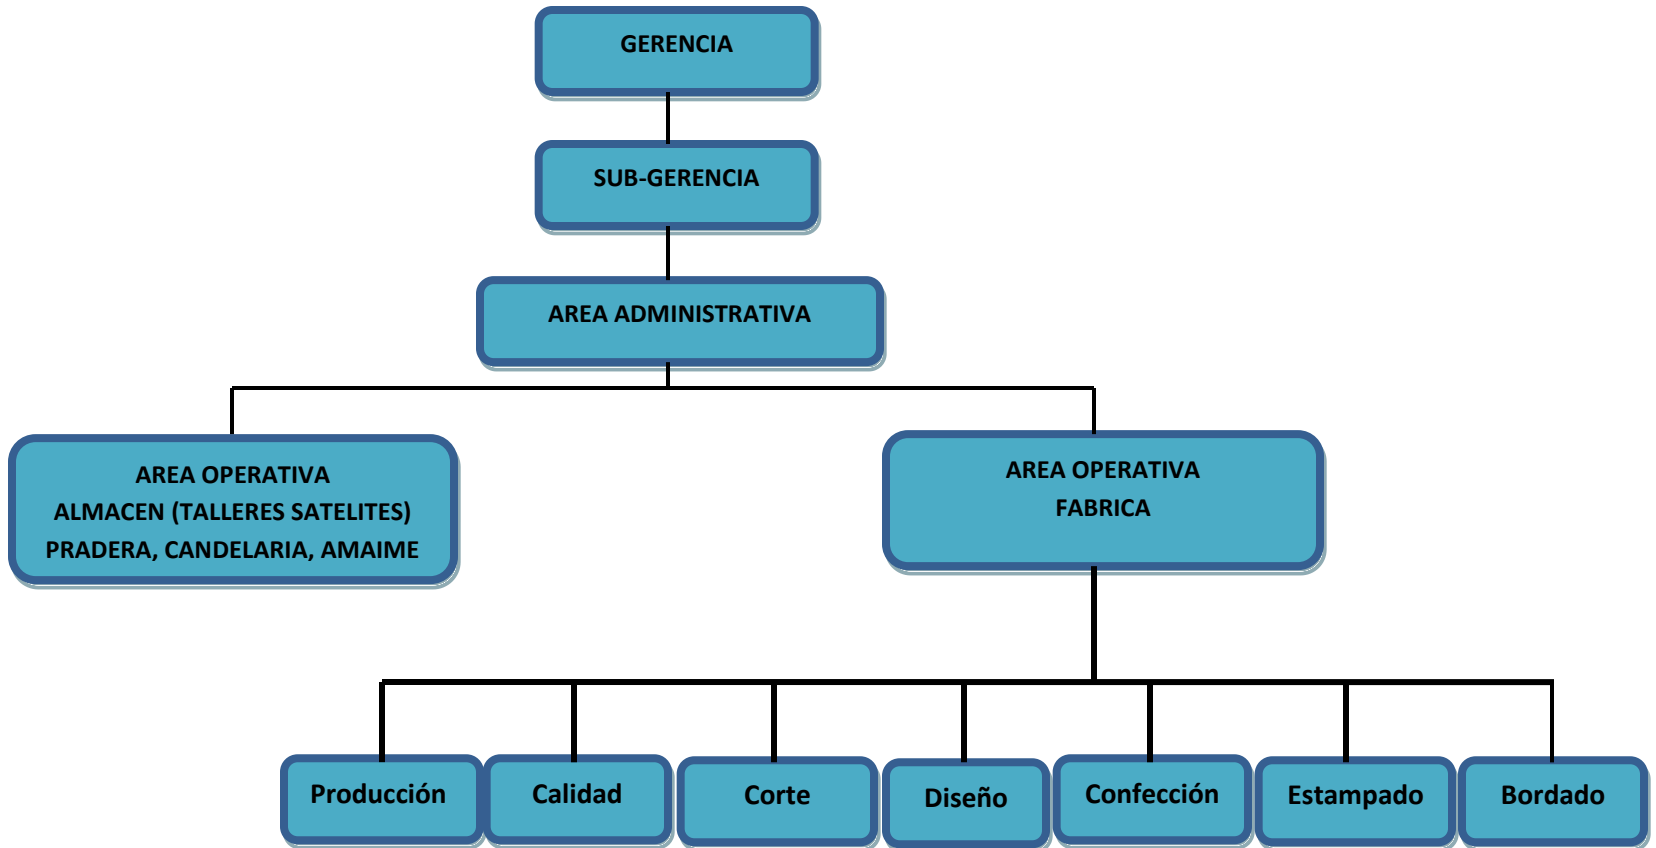 GERENCIA
SUB-GERENCIA
AREA ADMINISTRATIVA
AREA OPERATIVA
ALMACEN (TALLERES SATELITES)
PRADERA, CANDELARIA, AMAIME
AREA OPERATIVA
FABRICA
Producción
Calidad
Corte
Diseño
Confección
Estampado
Bordado